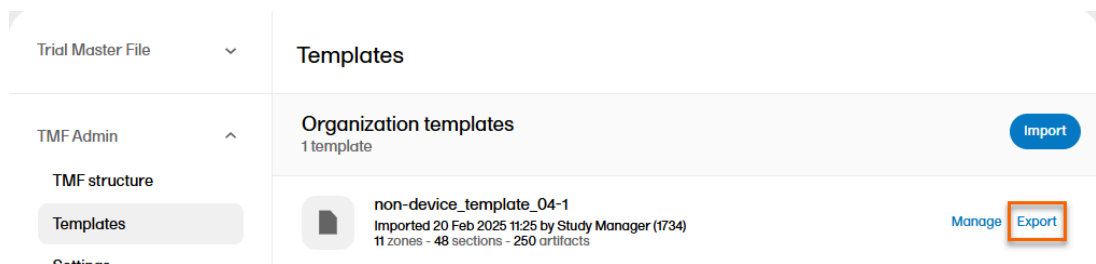 Trial Master File
Templates
TMF Admin
TMF structure
Templates
Settings
Organization templates
1 template
Import
non-device_template_04-1
Imported 20 Feb 2025 11:25 by Study Manager (1734)
11 zones - 48 sections - 250 artifacts
Manage Export